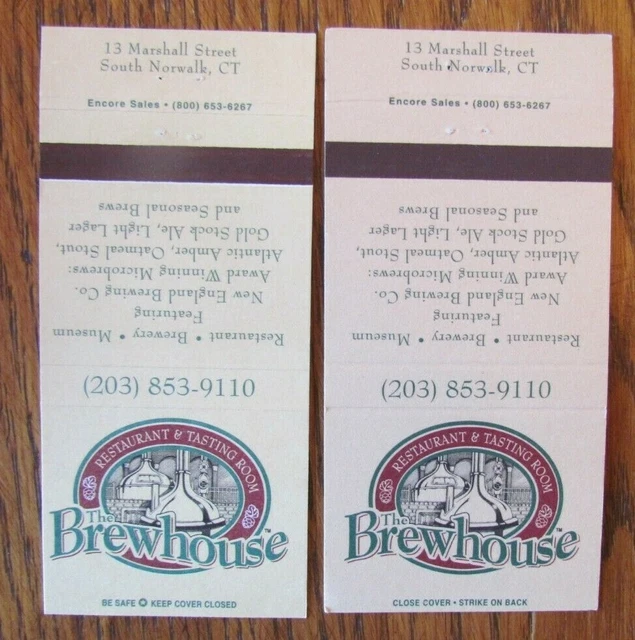 13 Marshall Street
South Norwalk, CT
Encore Sales • (800) 653-6267
Restaurant • Brewery • Museum
Featuring
New England Brewing Co.
Award Winning Microbrews:
Atlantic Amber, Oatmeal Stout,
Gold Stock Ale, Light Lager
and Seasonal Brews
(203) 853-9110
RESTAURANT & TASTING ROOM
The
Brewhouse™
BE SAFE ✪ KEEP COVER CLOSED
13 Marshall Street
South Norwalk, CT
Encore Sales • (800) 653-6267
Restaurant • Brewery • Museum
Featuring
New England Brewing Co.
Award Winning Microbrews:
Atlantic Amber, Oatmeal Stout,
Gold Stock Ale, Light Lager
and Seasonal Brews
(203) 853-9110
RESTAURANT & TASTING ROOM
The
Brewhouse™
CLOSE COVER • STRIKE ON BACK